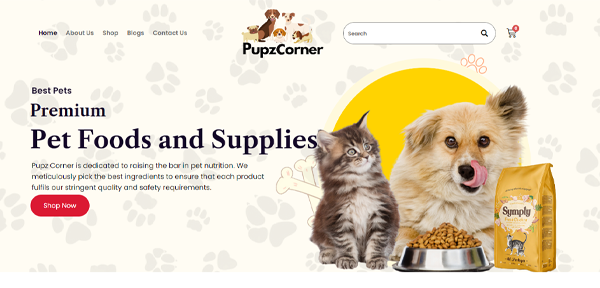 Home About Us Shop Blogs Contact Us
PupzCorner
Search
Best Pets
Premium
Pet Foods and Supplies
Pupz Corner is dedicated to raising the bar in pet nutrition. We
meticulously pick the best ingredients to ensure that each product
fulfils our stringent quality and safety requirements.
Shop Now
Symply